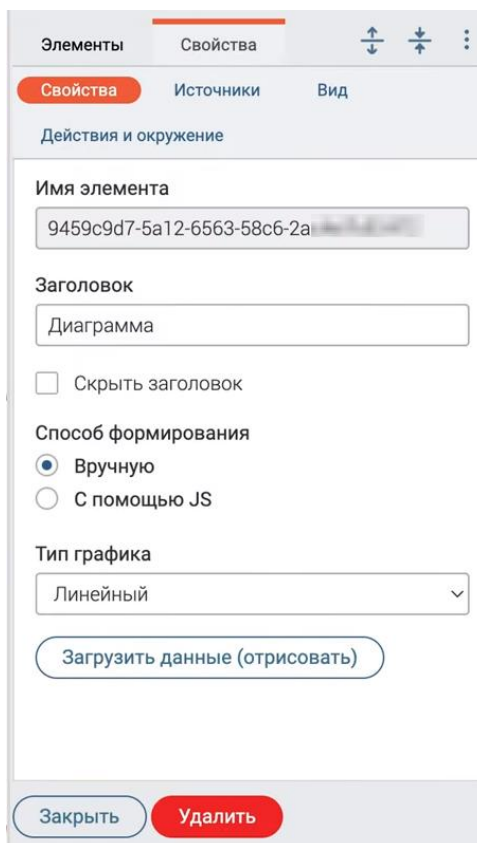 Элементы Свойства
Свойства Источники Вид
Действия и окружение
Имя элемента
9459c9d7-5a12-6563-58c6-2a
Заголовок
Диаграмма
Скрыть заголовок
Способ формирования
Вручную
С помощью JS
Тип графика
Линейный
Загрузить данные (отрисовать)
Закрыть Удалить